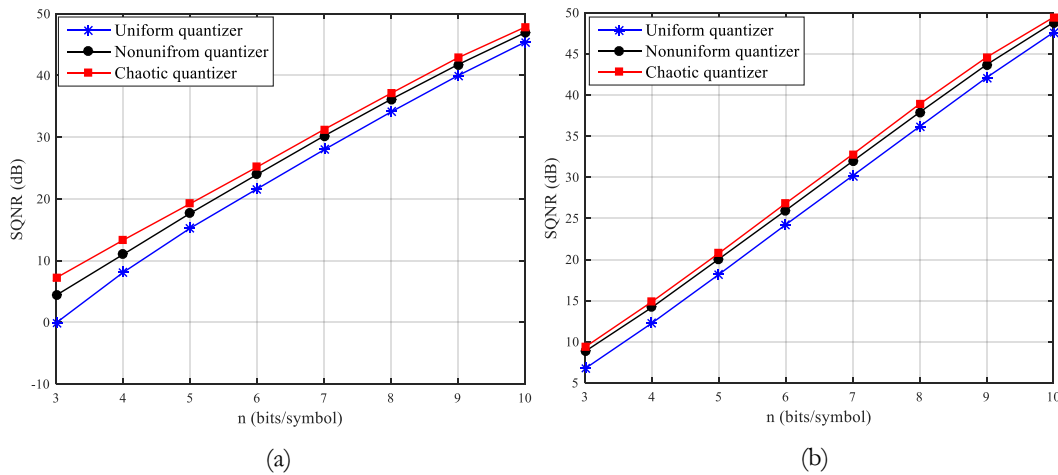 50
40
30
20
10
0
-10
SQNR (dB)
Uniform quantizer
Nonunifrom quantizer
Chaotic quantizer
3 4 5 6 7 8 9 10
n (bits/symbol)
(a)
50
45
40
35
30
25
20
15
10
5
SQNR (dB)
Uniform quantizer
Nonuniform quantizer
Chaotic quantizer
3 4 5 6 7 8 9 10
n (bits/symbol)
(b)